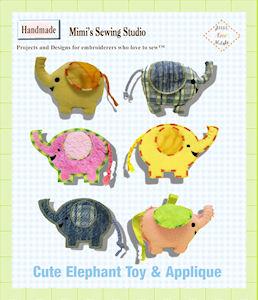 Handmade
Mimi's Sewing Studio
Projects and Designs for embroiderers who love to sew™
Cute Elephant Toy & Applique